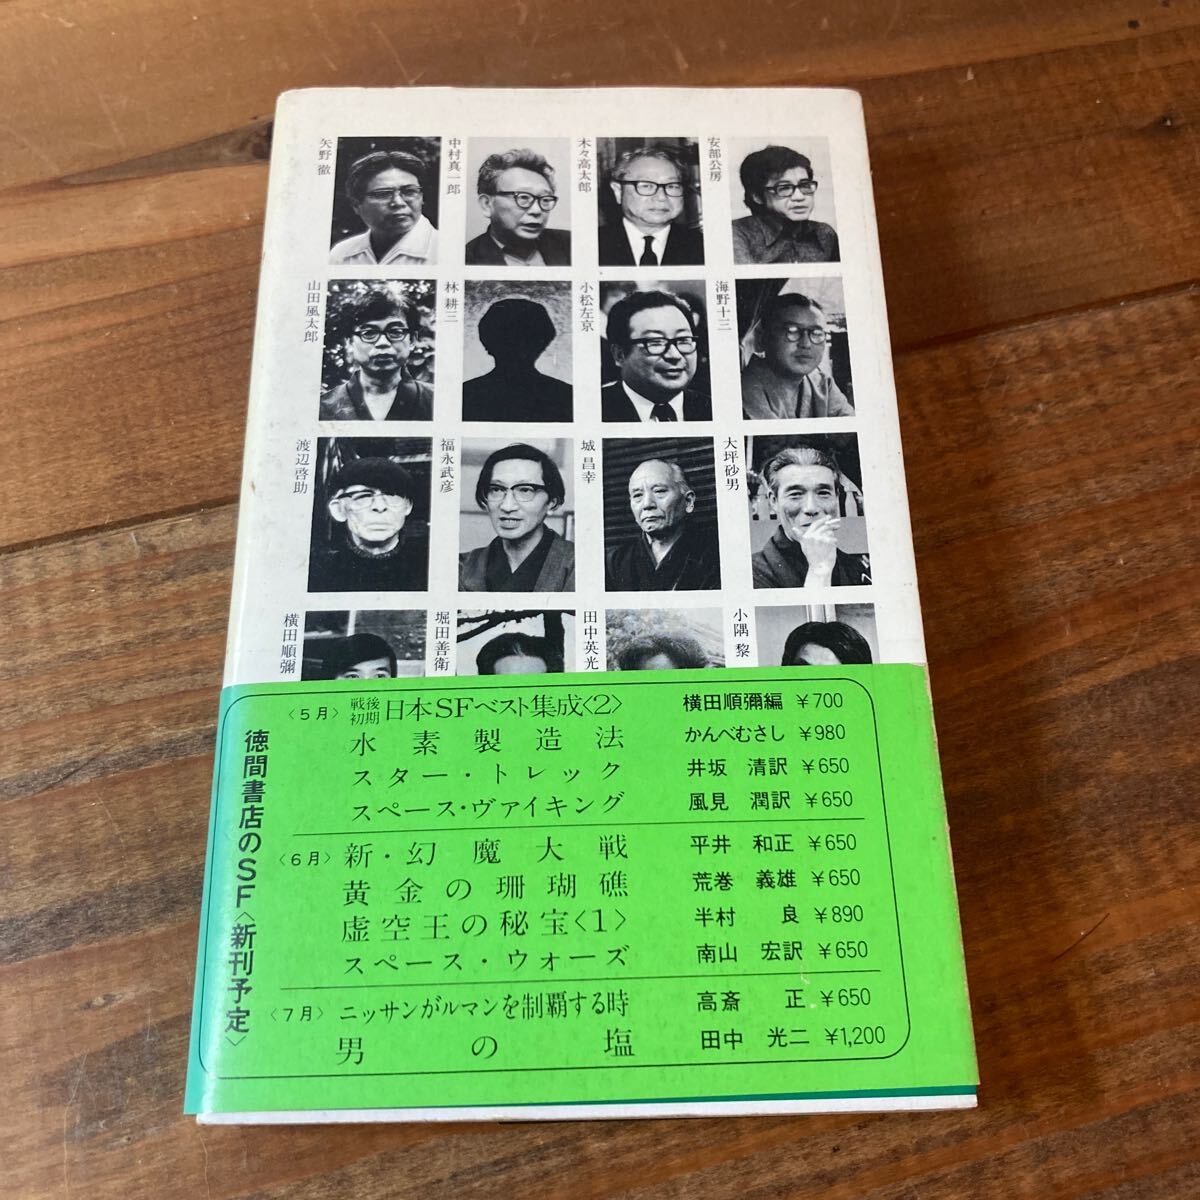 矢野 徹
中村真一郎
木々高太郎
安部公房
山田風太郎
林 耕三
小松左京
海野十三
渡辺啓助
福永武彦
城 昌幸
大坪砂男
横田順彌
堀田善衛
田中英光
小隅 黎
徳間書店のSF〈新刊予定〉
〈5月〉 戦後初期 日本SFベスト集成〈2〉 横田順彌編 ¥700
水素製造法 かんべむさし ¥980
スター・トレック 井坂 清訳 ¥650
スペース・ヴァイキング 風見 潤訳 ¥650
〈6月〉 新・幻魔大戦 平井 和正 ¥650
黄金の珊瑚礁 荒巻 義雄 ¥650
虚空王の秘宝〈1〉 半村 良 ¥890
スペース・ウォーズ 南山 宏訳 ¥650
〈7月〉 ニッサンがルマンを制覇する時 高斎 正 ¥650
男の塩 田中 光二 ¥1,200